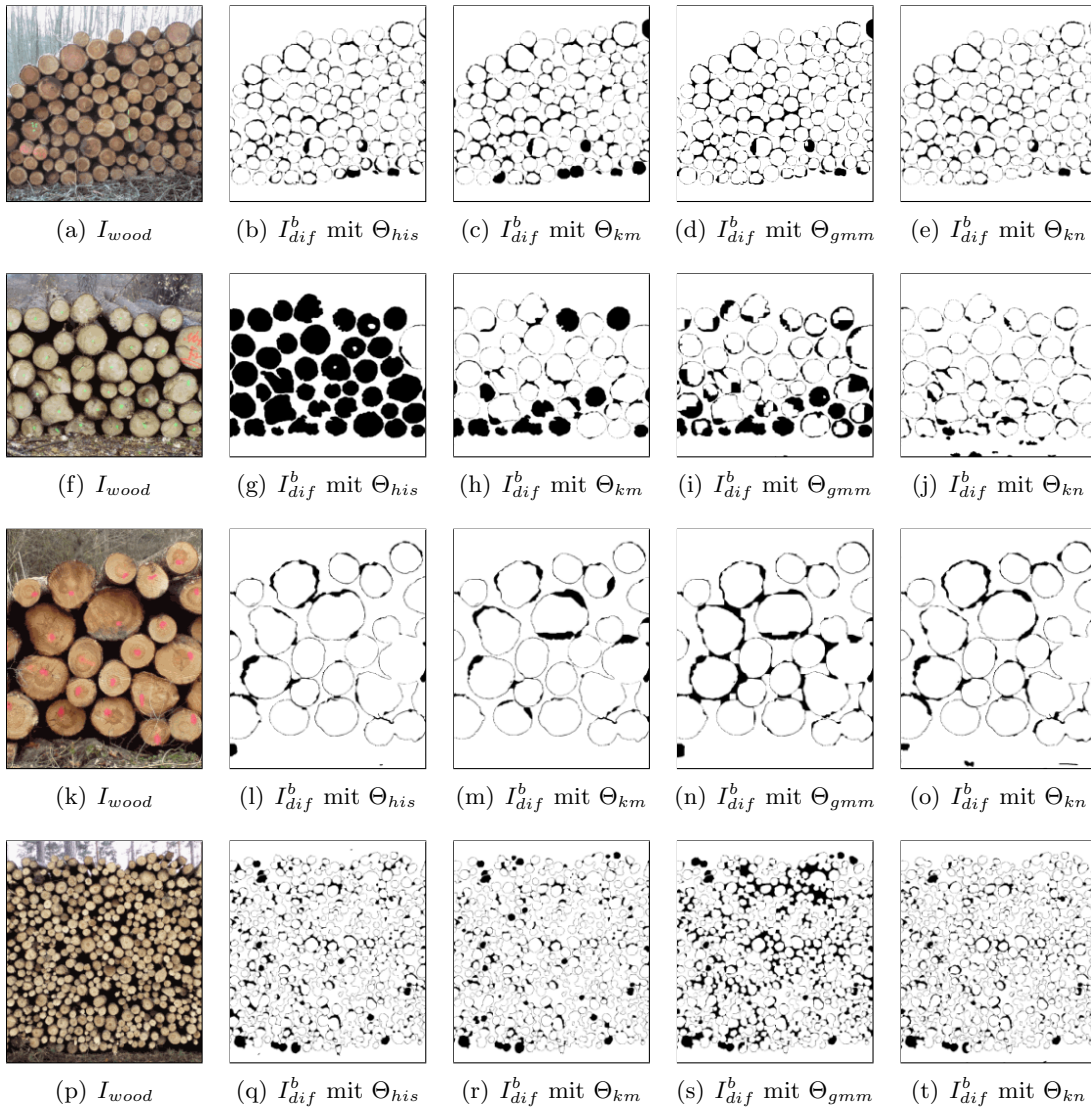 (a) I_wood (b) I^b_dif mit Θ_his (c) I^b_dif mit Θ_km (d) I^b_dif mit Θ_gmm (e) I^b_dif mit Θ_kn
(f) I_wood (g) I^b_dif mit Θ_his (h) I^b_dif mit Θ_km (i) I^b_dif mit Θ_gmm (j) I^b_dif mit Θ_kn
(k) I_wood (l) I^b_dif mit Θ_his (m) I^b_dif mit Θ_km (n) I^b_dif mit Θ_gmm (o) I^b_dif mit Θ_kn
(p) I_wood (q) I^b_dif mit Θ_his (r) I^b_dif mit Θ_km (s) I^b_dif mit Θ_gmm (t) I^b_dif mit Θ_kn